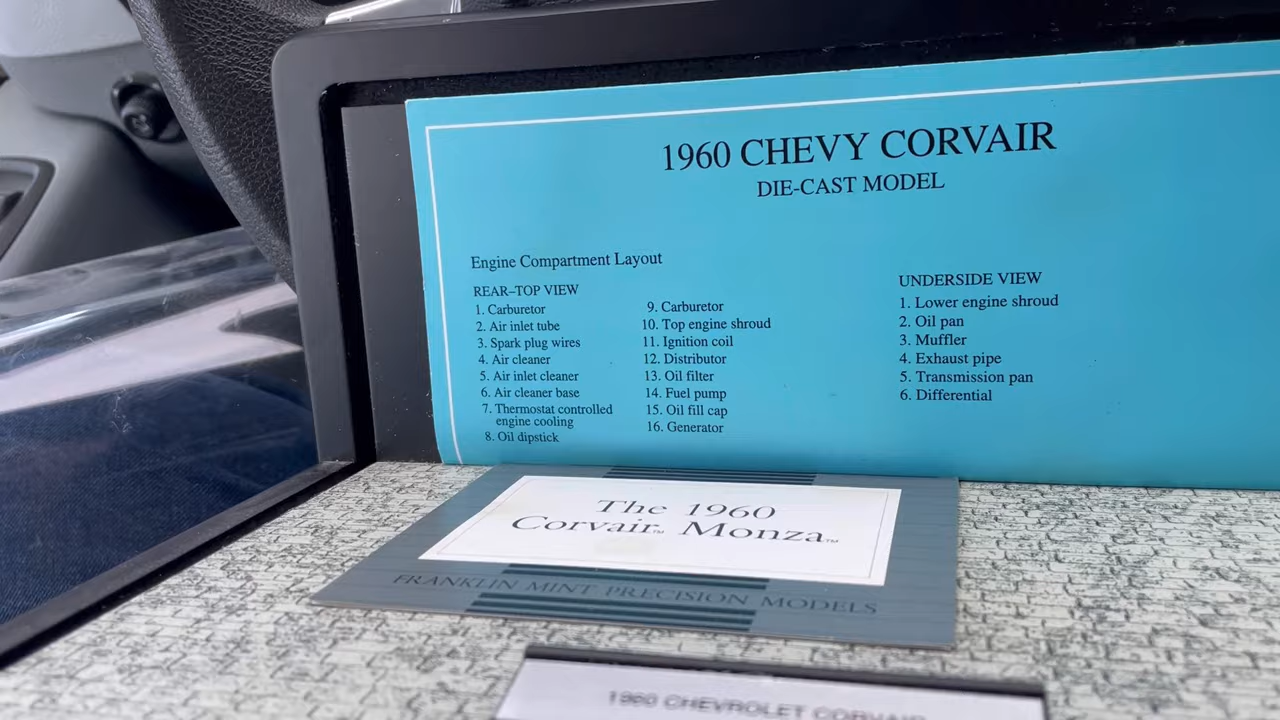 1960 CHEVY CORVAIR
DIE-CAST MODEL
Engine Compartment Layout
REAR–TOP VIEW
1. Carburetor
2. Air inlet tube
3. Spark plug wires
4. Air cleaner
5. Air inlet cleaner
6. Air cleaner base
7. Thermostat controlled
engine cooling
8. Oil dipstick
9. Carburetor
10. Top engine shroud
11. Ignition coil
12. Distributor
13. Oil filter
14. Fuel pump
15. Oil fill cap
16. Generator
UNDERSIDE VIEW
1. Lower engine shroud
2. Oil pan
3. Muffler
4. Exhaust pipe
5. Transmission pan
6. Differential
The 1960
Corvair™ Monza™
FRANKLIN MINT PRECISION MODELS
1960 CHEVROLET CORVAIR